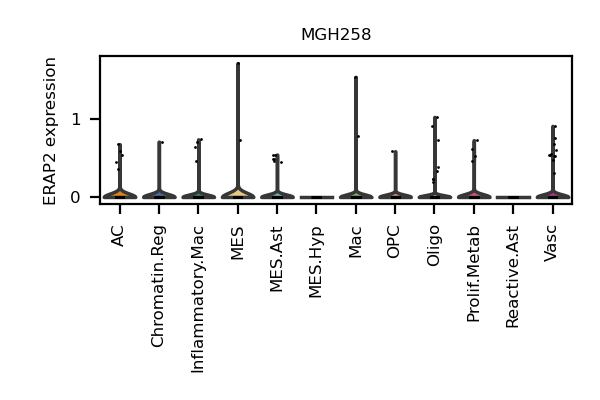 MGH258
ERAP2 expression
1
0
AC
Chromatin.Reg
Inflammatory.Mac
MES
MES.Ast
MES.Hyp
Mac
OPC
Oligo
Prolif.Metab
Reactive.Ast
Vasc